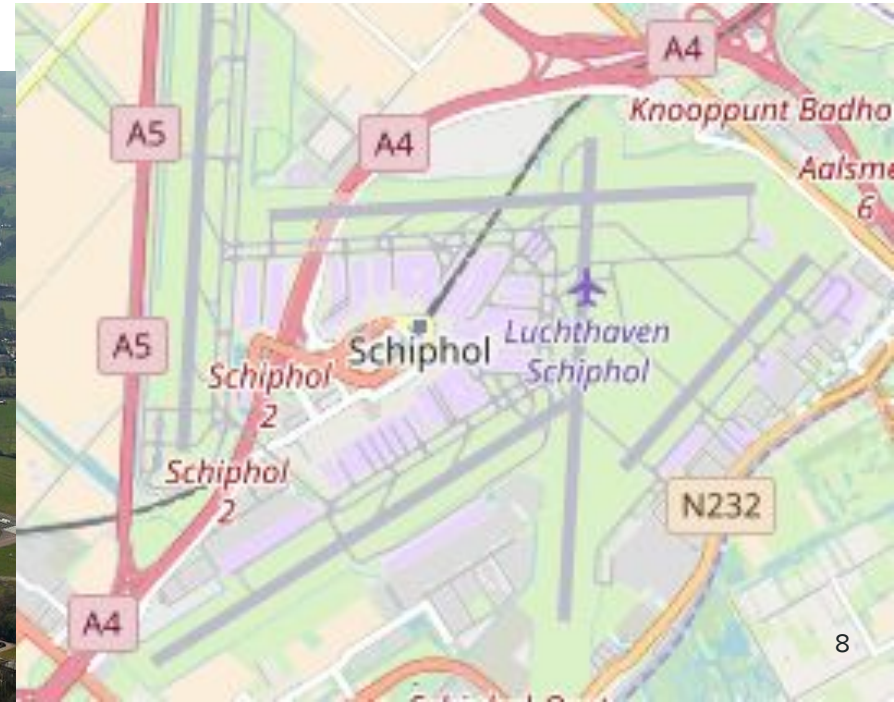 A4
A5
A4
Knooppunt Badho
Aalsme
6
A5
Schiphol
Luchthaven
Schiphol
Schiphol
2
Schiphol
2
N232
A4
8